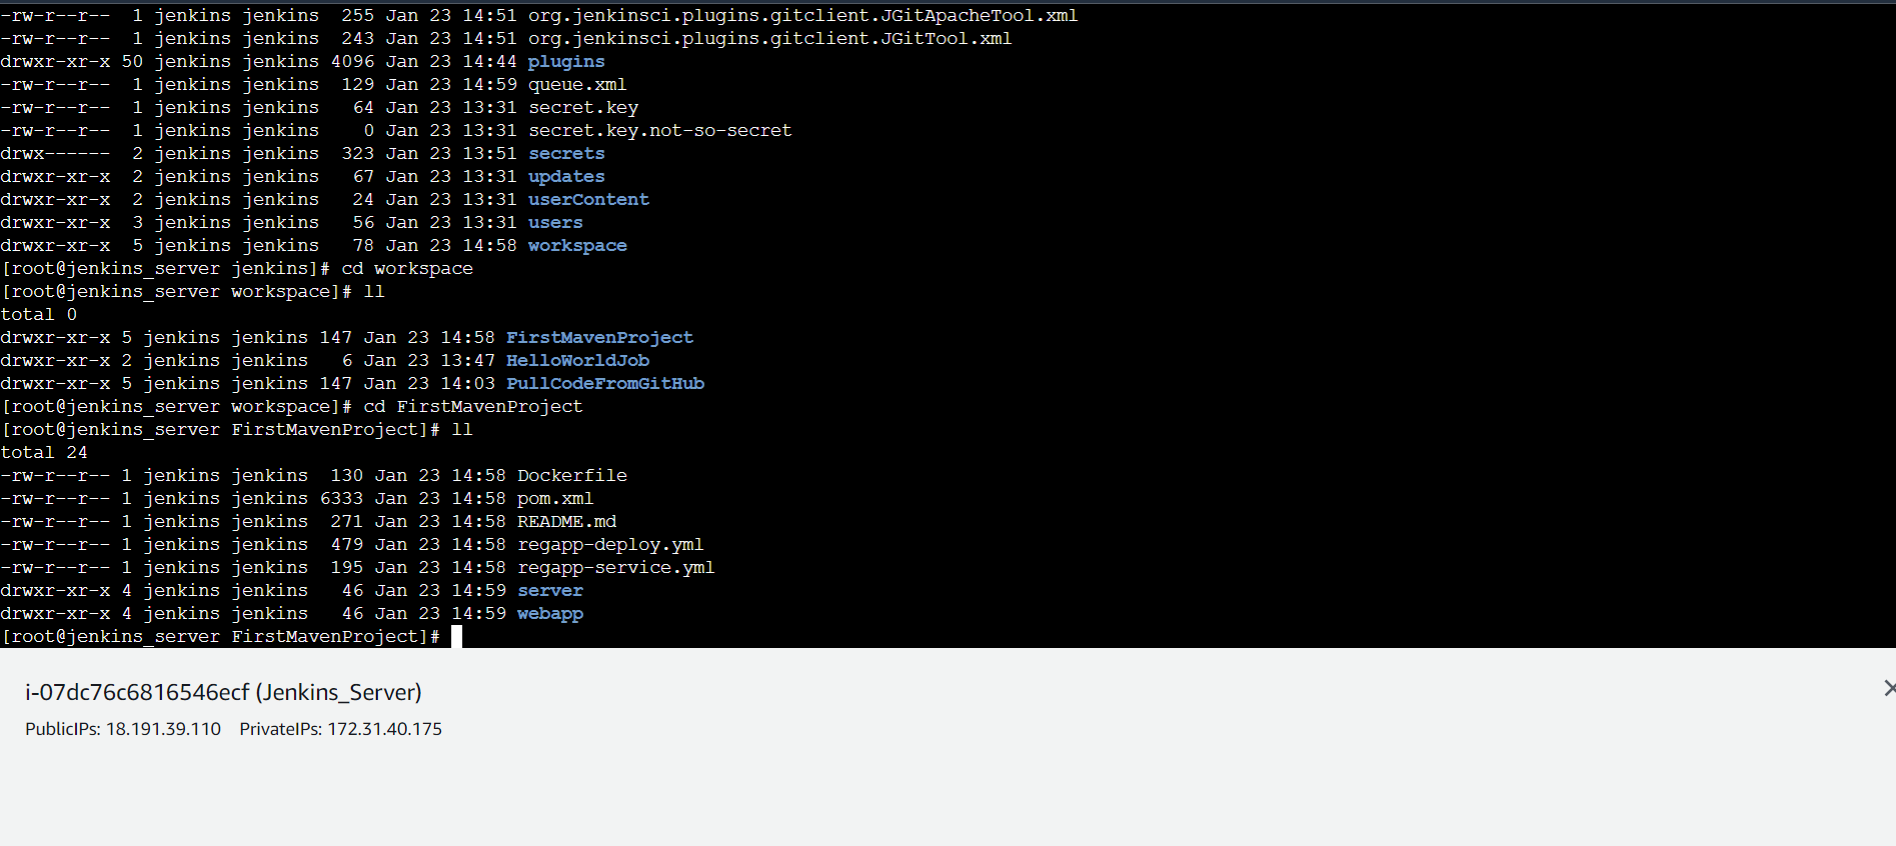 -rw-r--r--  1 jenkins jenkins  255 Jan 23 14:51 org.jenkinsci.plugins.gitclient.JGitApacheTool.xml
-rw-r--r--  1 jenkins jenkins  243 Jan 23 14:51 org.jenkinsci.plugins.gitclient.JGitTool.xml
drwxr-xr-x 50 jenkins jenkins 4096 Jan 23 14:44 plugins
-rw-r--r--  1 jenkins jenkins  129 Jan 23 14:59 queue.xml
-rw-r--r--  1 jenkins jenkins   64 Jan 23 13:31 secret.key
-rw-r--r--  1 jenkins jenkins    0 Jan 23 13:31 secret.key.not-so-secret
drwx------  2 jenkins jenkins  323 Jan 23 13:51 secrets
drwxr-xr-x  2 jenkins jenkins   67 Jan 23 13:31 updates
drwxr-xr-x  2 jenkins jenkins   24 Jan 23 13:31 userContent
drwxr-xr-x  3 jenkins jenkins   56 Jan 23 13:31 users
drwxr-xr-x  5 jenkins jenkins   78 Jan 23 14:58 workspace
[root@jenkins_server jenkins]# cd workspace
[root@jenkins_server workspace]# ll
total 0
drwxr-xr-x 5 jenkins jenkins 147 Jan 23 14:58 FirstMavenProject
drwxr-xr-x 2 jenkins jenkins   6 Jan 23 13:47 HelloWorldJob
drwxr-xr-x 5 jenkins jenkins 147 Jan 23 14:03 PullCodeFromGitHub
[root@jenkins_server workspace]# cd FirstMavenProject
[root@jenkins_server FirstMavenProject]# ll
total 24
-rw-r--r-- 1 jenkins jenkins  130 Jan 23 14:58 Dockerfile
-rw-r--r-- 1 jenkins jenkins 6333 Jan 23 14:58 pom.xml
-rw-r--r-- 1 jenkins jenkins  271 Jan 23 14:58 README.md
-rw-r--r-- 1 jenkins jenkins  479 Jan 23 14:58 regapp-deploy.yml
-rw-r--r-- 1 jenkins jenkins  195 Jan 23 14:58 regapp-service.yml
drwxr-xr-x 4 jenkins jenkins   46 Jan 23 14:59 server
drwxr-xr-x 4 jenkins jenkins   46 Jan 23 14:59 webapp
[root@jenkins_server FirstMavenProject]#
i-07dc76c6816546ecf (Jenkins_Server)
PublicIPs: 18.191.39.110    PrivateIPs: 172.31.40.175